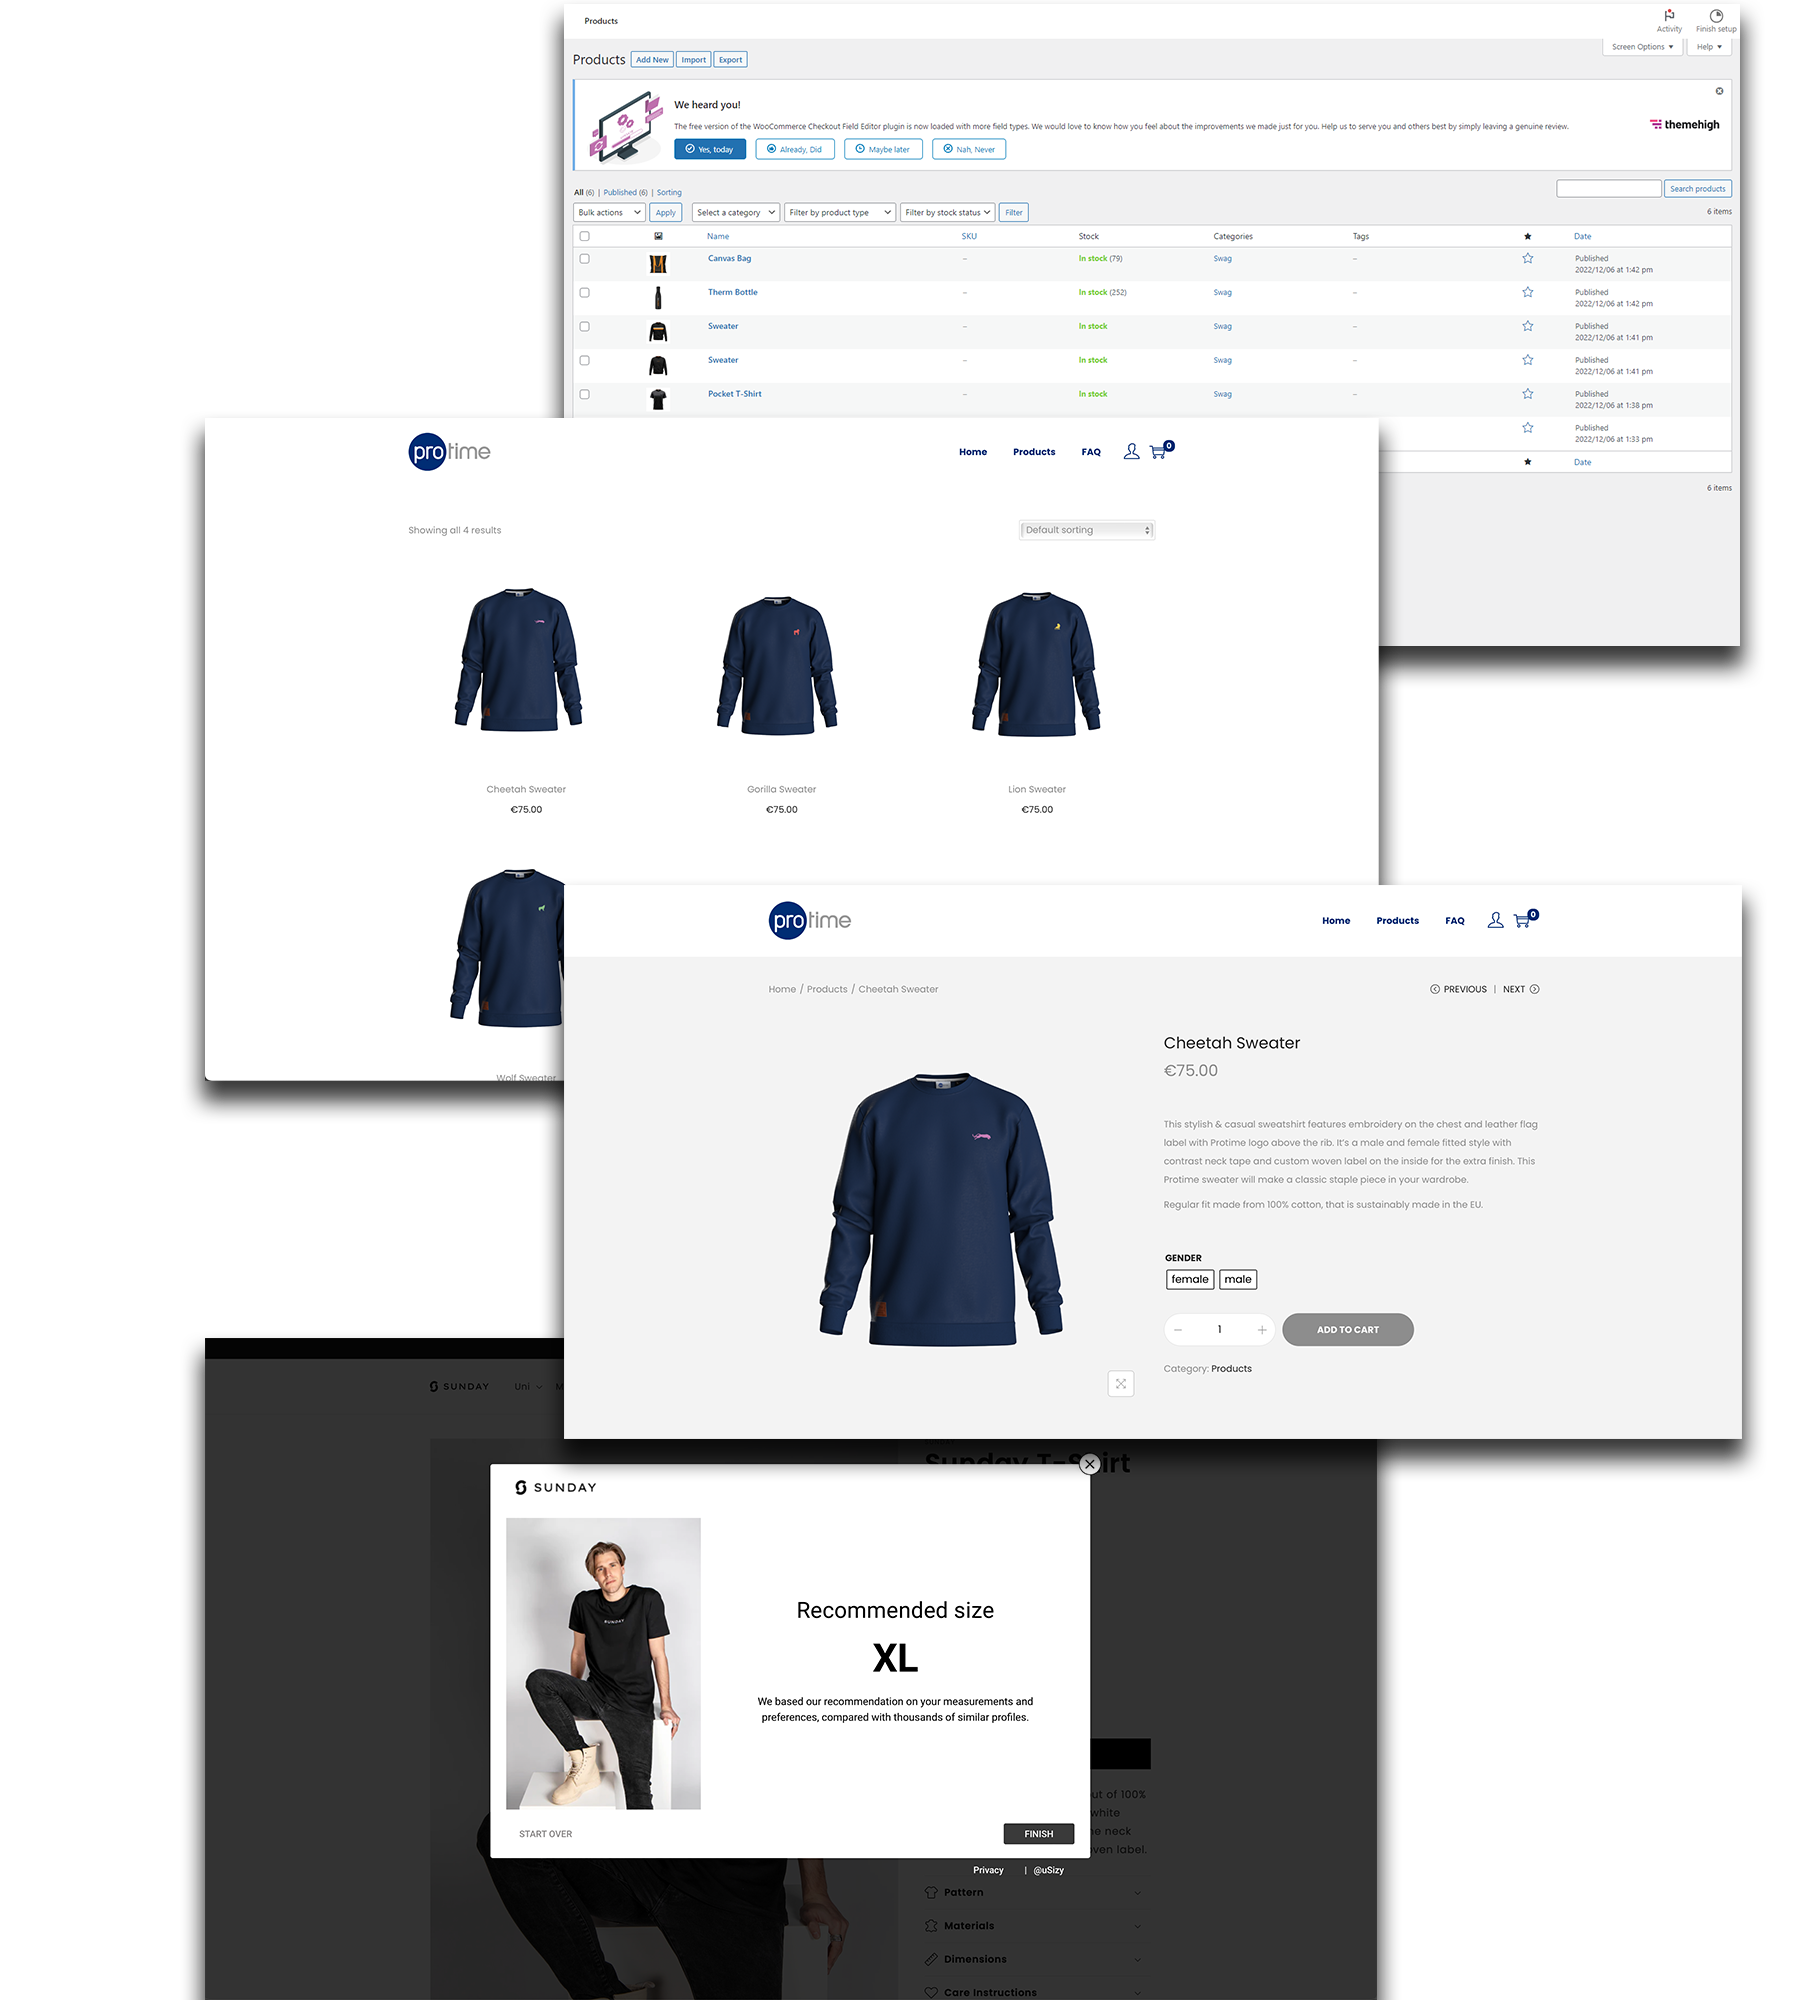 Products
Activity
Finish setup
Screen Options
Help
Products Add New Import Export
We heard you!
The free version of the WooCommerce Checkout Field Editor plugin is now loaded with more field types. We would love to know how you feel about the improvements we made just for you. Help us to serve you and others best by simply leaving a genuine review.
themehigh
Yes, today Already, Did Maybe later Nah, Never
All (6) | Published (6) | Sorting
Search products
Bulk actions Apply Select a category Filter by product type Filter by stock status Filter
6 items
Name SKU Stock Categories Tags Date
Canvas Bag – In stock (79) Swag – Published
2022/12/06 at 1:42 pm
Therm Bottle – In stock (252) Swag – Published
2022/12/06 at 1:42 pm
Sweater – In stock Swag – Published
2022/12/06 at 1:41 pm
Sweater – In stock Swag – Published
2022/12/06 at 1:41 pm
Pocket T-Shirt – In stock Swag – Published
2022/12/06 at 1:38 pm
Published
2022/12/06 at 1:33 pm
Date
6 items
protime
Home Products FAQ 0
Showing all 4 results
Default sorting
Cheetah Sweater
€75.00
Gorilla Sweater
€75.00
Lion Sweater
€75.00
Wolf Sweater
protime
Home Products FAQ 0
Home / Products / Cheetah Sweater
PREVIOUS | NEXT
Cheetah Sweater
€75.00
This stylish & casual sweatshirt features embroidery on the chest and leather flag
label with Protime logo above the rib. It's a male and female fitted style with
contrast neck tape and custom woven label on the inside for the extra finish. This
Protime sweater will make a classic staple piece in your wardrobe.
Regular fit made from 100% cotton, that is sustainably made in the EU.
GENDER
female male
− 1 + ADD TO CART
Category: Products
SUNDAY Uni M
Sunday T-Shirt
SUNDAY
SUNDAY
Recommended size
XL
We based our recommendation on your measurements and
preferences, compared with thousands of similar profiles.
START OVER
FINISH
Privacy | @uSizy
out of 100%
white
neck
label.
Pattern
Materials
Dimensions
Care Instructions